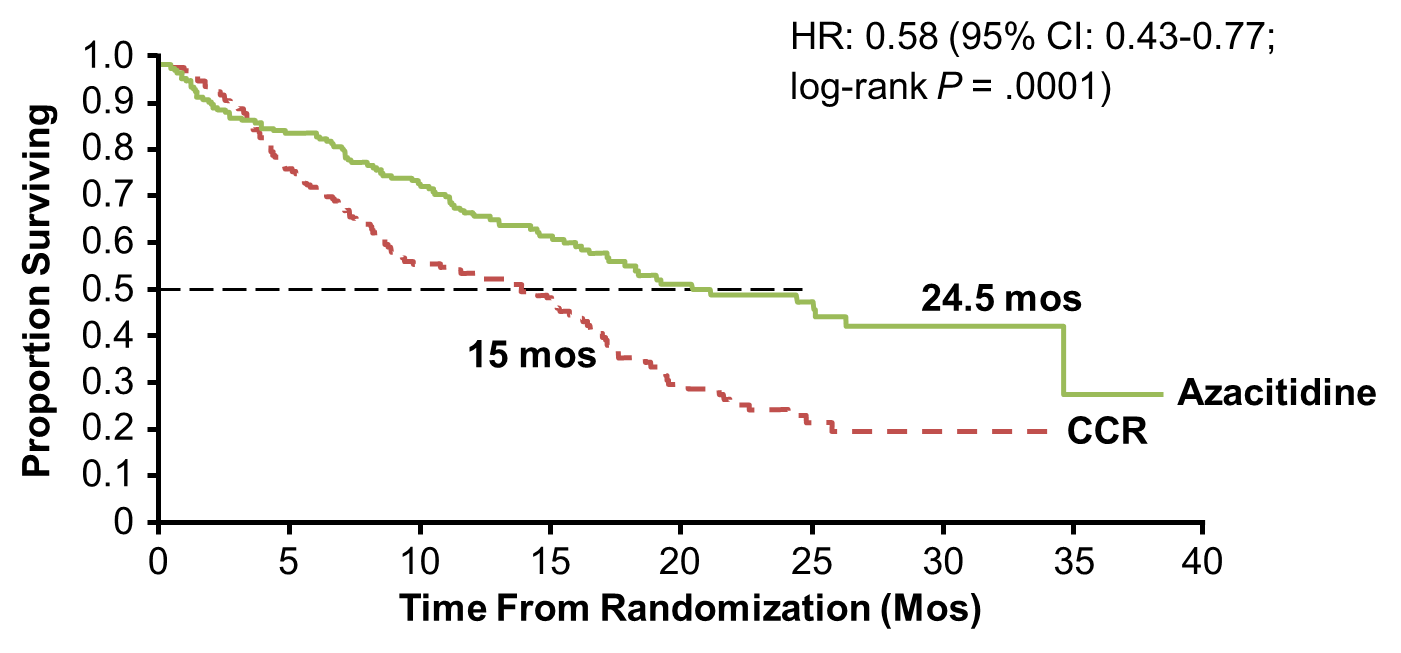 HR: 0.58 (95% CI: 0.43-0.77;
log-rank P = .0001)
Proportion Surviving
1.0
0.9
0.8
0.7
0.6
0.5
0.4
0.3
0.2
0.1
0
24.5 mos
15 mos
Azacitidine
CCR
0 5 10 15 20 25 30 35 40
Time From Randomization (Mos)